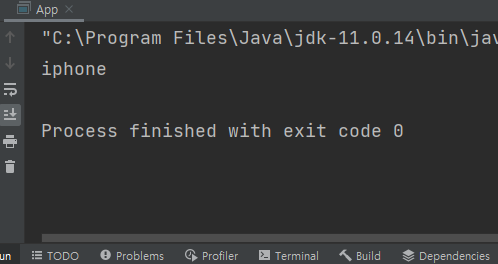 App
"C:\Program Files\Java\jdk-11.0.14\bin\jav
iphone
Process finished with exit code 0
un TODO Problems Profiler Terminal Build Dependencies